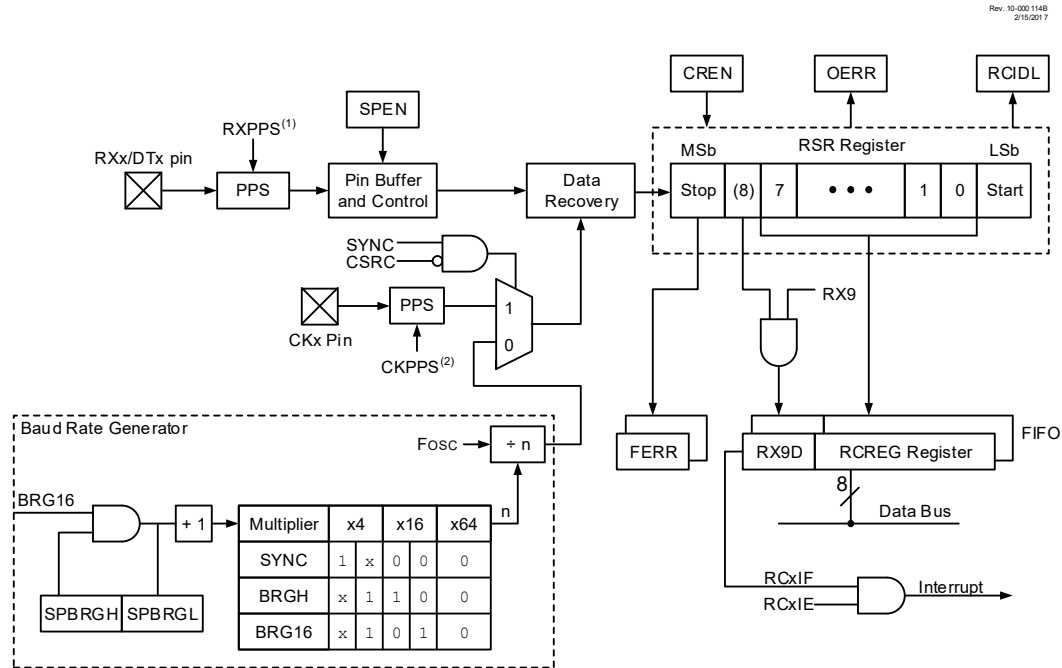 Rev. 10-000 114B
2/15/2017
CREN
OERR
RCIDL
SPEN
RXPPS(1)
RXx/DTx pin
PPS
Pin Buffer
and Control
Data
Recovery
MSb
RSR Register
LSb
Stop
(8)
7
• • •
1
0
Start
SYNC
CSRC
PPS
1
0
CKx Pin
CKPPS(2)
RX9
Baud Rate Generator
FOSC
÷ n
FERR
RX9D
RCREG Register
FIFO
8
Data Bus
BRG16
+ 1
n
Multiplier x4 x16 x64
SYNC 1 x 0 0 0
BRGH x 1 1 0 0
BRG16 x 1 0 1 0
SPBRGH
SPBRGL
RCxIF
RCxIE
Interrupt